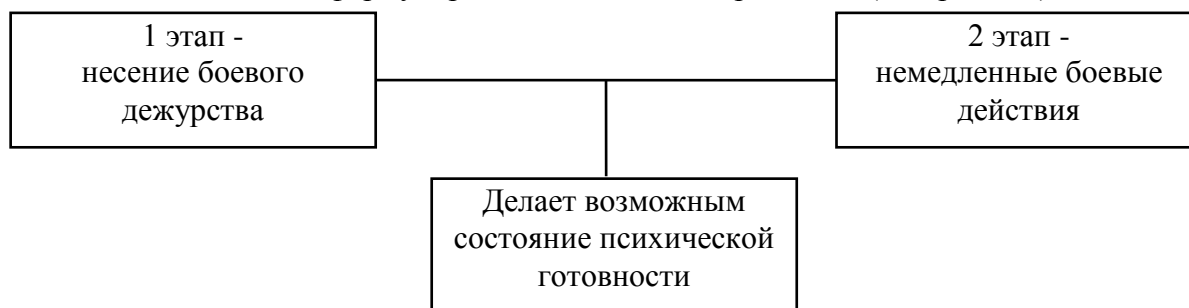 1 этап -
несение боевого
дежурства
2 этап -
немедленные боевые
действия
Делает возможным
состояние психической
готовности